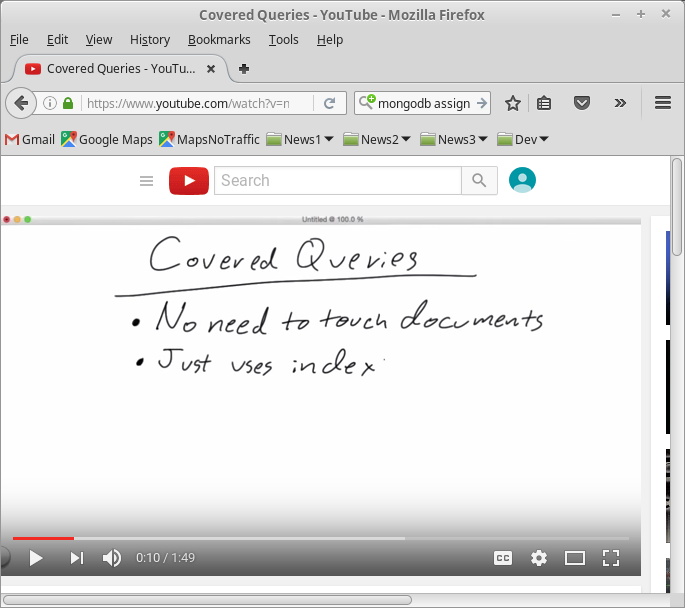 Covered Queries - YouTube - Mozilla Firefox
File Edit View History Bookmarks Tools Help
Covered Queries - YouTu...
https://www.youtube.com/watch?v=n mongodb assign
Gmail Google Maps MapsNoTraffic News1 News2 News3 Dev
Search
Untitled @ 100.0 %
Covered Queries
• No need to touch documents
• Just uses index
0:10 / 1:49 CC